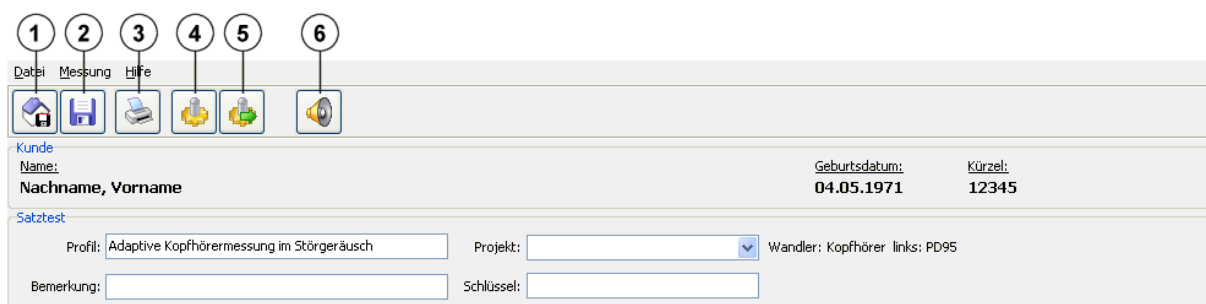 1 2 3 4 5 6
Datei Messung Hilfe
Kunde
Name: Geburtsdatum: Kürzel:
Nachname, Vorname 04.05.1971 12345
Satztest
Profil: Adaptive Kopfhörermessung im Störgeräusch Projekt: Wandler: Kopfhörer links: PD95
Bemerkung: Schlüssel: